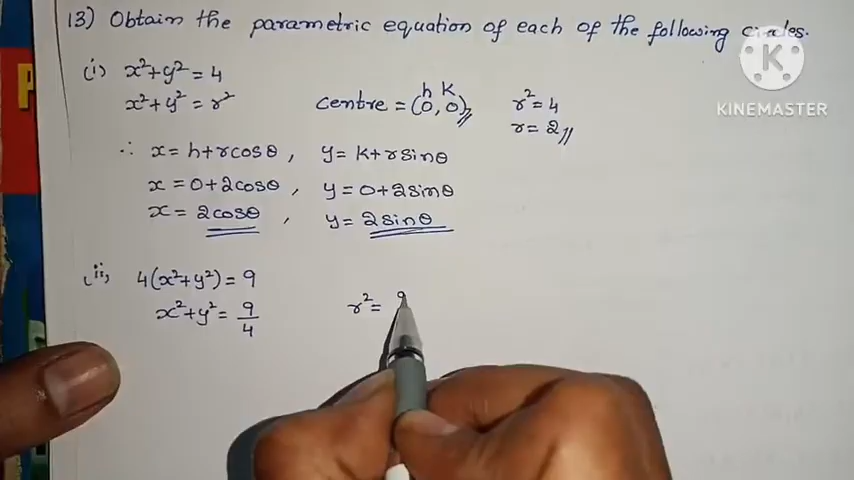 13) Obtain the parametric equation of each of the following circles.
(i) x²+y² = 4
x²+y² = r² centre = (0, 0) h k r² = 4
r = 2
∴ x = h+rcosθ, y = k+rsinθ
x = 0+2cosθ, y = 0+2sinθ
x = 2cosθ, y = 2sinθ
(ii) 4(x²+y²) = 9
x²+y² = 9/4 r² = 9
K
KINEMASTER
P